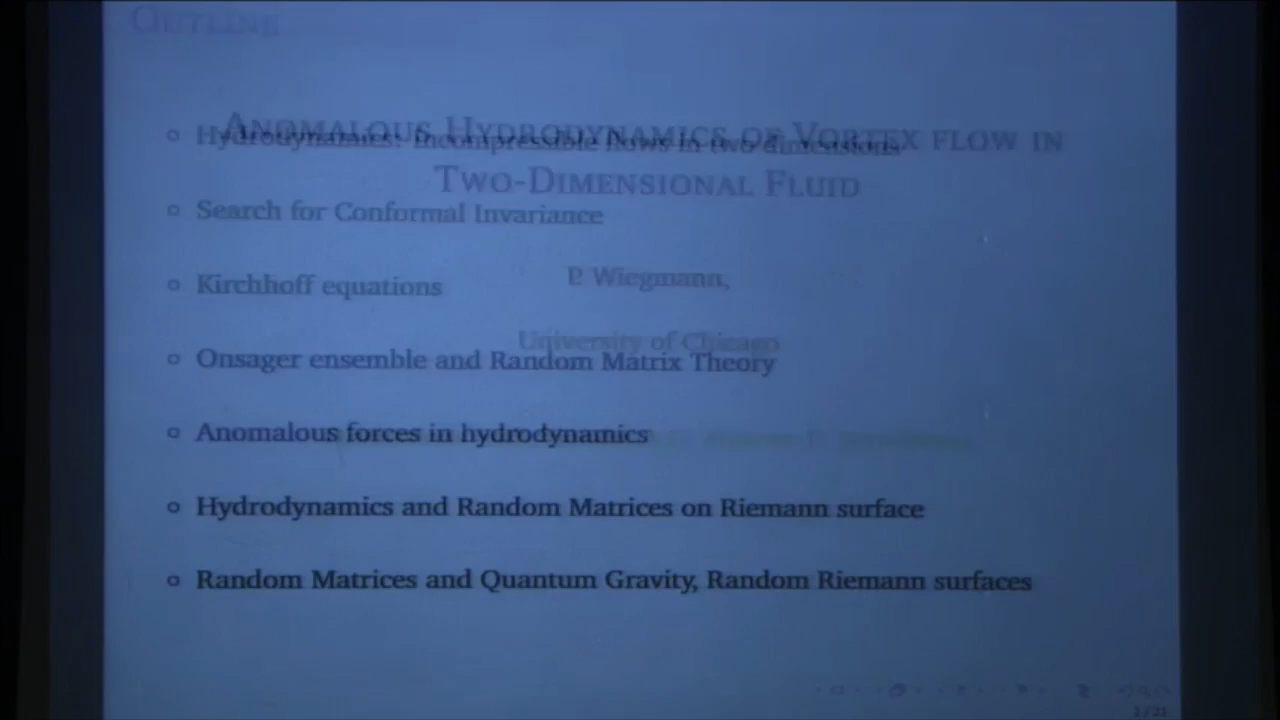 OUTLINE
ANOMALOUS HYDRODYNAMICS OF VORTEX FLOW IN
Hydrodynamics: Incompressible flows in two dimensions
TWO-DIMENSIONAL FLUID
Search for Conformal Invariance
P. Wiegmann,
Kirchhoff equations
University of Chicago
Onsager ensemble and Random Matrix Theory
Anomalous forces in hydrodynamics
Hydrodynamics and Random Matrices on Riemann surface
Random Matrices and Quantum Gravity, Random Riemann surfaces